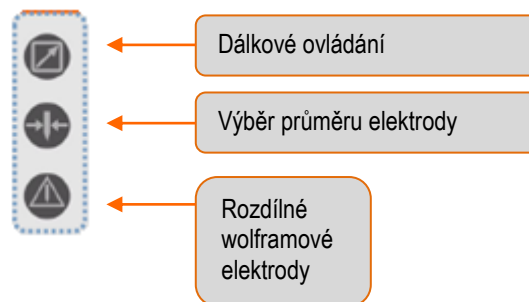 Dálkové ovládání
Výběr průměru elektrody
Rozdílné
wolframové
elektrody